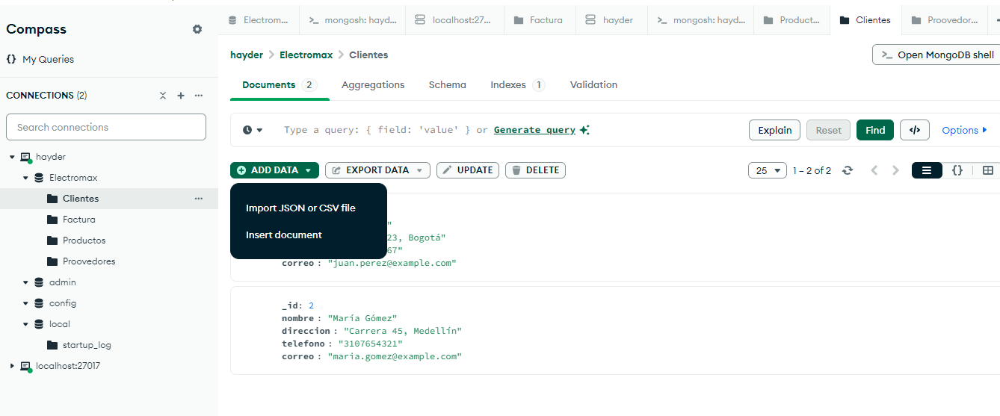 Compass
My Queries
CONNECTIONS (2)
Search connections
hayder
Electromax
Clientes
Factura
Productos
Proovedores
admin
config
local
startup_log
localhost:27017
Electrom...
mongosh: hayd...
localhost:27...
Factura
hayder
mongosh: hayd...
Product...
Clientes
Proovedor...
hayder > Electromax > Clientes
>_ Open MongoDB shell
Documents 2 Aggregations Schema Indexes 1 Validation
Type a query: { field: 'value' } or Generate query
Explain Reset Find </> Options
ADD DATA EXPORT DATA UPDATE DELETE
25 1 – 2 of 2
Import JSON or CSV file
Insert document
"
23, Bogotá"
67"
correo : "juan.perez@example.com"
_id: 2
nombre : "María Gómez"
direccion : "Carrera 45, Medellín"
telefono : "3107654321"
correo : "maria.gomez@example.com"